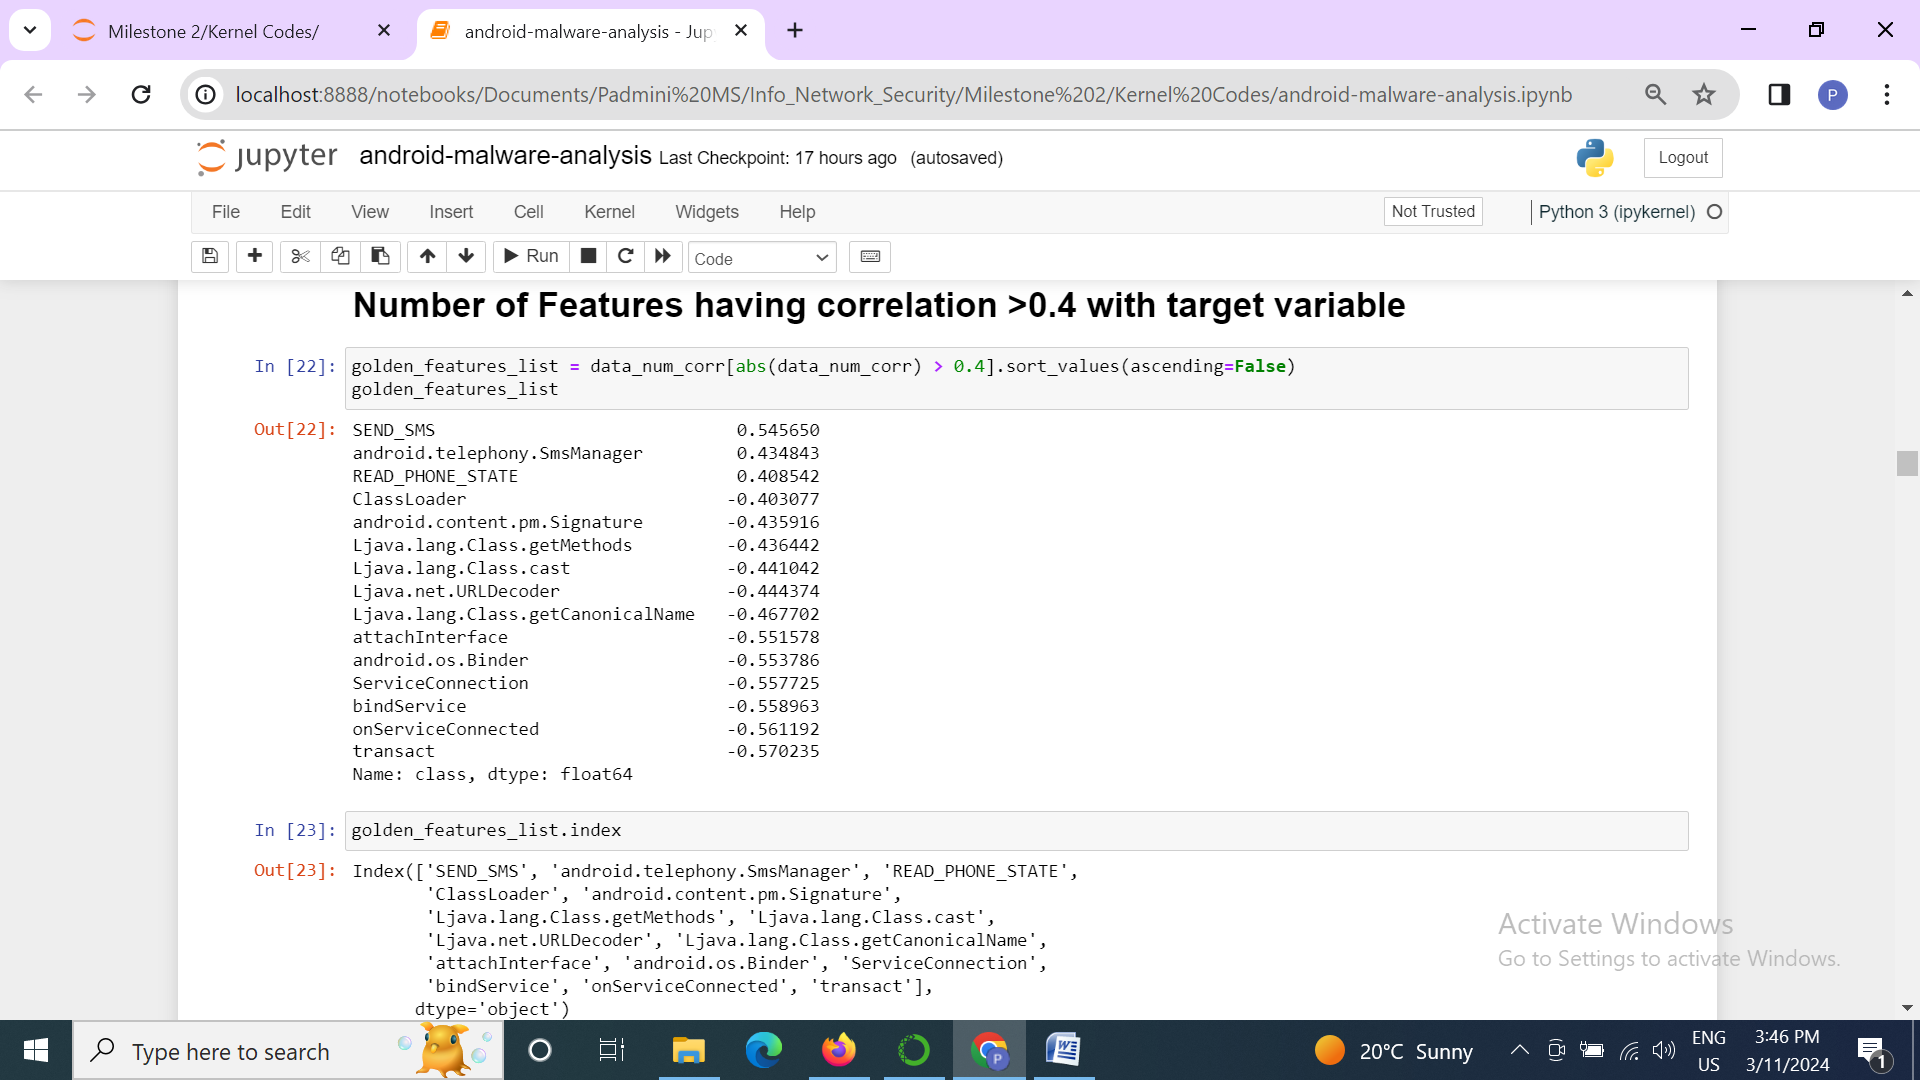 Milestone 2/Kernel Codes/
android-malware-analysis - Jup
localhost:8888/notebooks/Documents/Padmini%20MS/Info_Network_Security/Milestone%202/Kernel%20Codes/android-malware-analysis.ipynb
P
jupyter android-malware-analysis Last Checkpoint: 17 hours ago (autosaved)
Logout
File Edit View Insert Cell Kernel Widgets Help
Not Trusted
Python 3 (ipykernel)
Run
Code
Number of Features having correlation >0.4 with target variable
In [22]: golden_features_list = data_num_corr[abs(data_num_corr) > 0.4].sort_values(ascending=False)
golden_features_list
Out[22]: SEND_SMS 0.545650
android.telephony.SmsManager 0.434843
READ_PHONE_STATE 0.408542
ClassLoader -0.403077
android.content.pm.Signature -0.435916
Ljava.lang.Class.getMethods -0.436442
Ljava.lang.Class.cast -0.441042
Ljava.net.URLDecoder -0.444374
Ljava.lang.Class.getCanonicalName -0.467702
attachInterface -0.551578
android.os.Binder -0.553786
ServiceConnection -0.557725
bindService -0.558963
onServiceConnected -0.561192
transact -0.570235
Name: class, dtype: float64
In [23]: golden_features_list.index
Out[23]: Index(['SEND_SMS', 'android.telephony.SmsManager', 'READ_PHONE_STATE',
'ClassLoader', 'android.content.pm.Signature',
'Ljava.lang.Class.getMethods', 'Ljava.lang.Class.cast',
'Ljava.net.URLDecoder', 'Ljava.lang.Class.getCanonicalName',
'attachInterface', 'android.os.Binder', 'ServiceConnection',
'bindService', 'onServiceConnected', 'transact'],
dtype='object')
Activate Windows
Go to Settings to activate Windows.
Type here to search
P
20°C Sunny
ENG
US
3:46 PM
3/11/2024
1